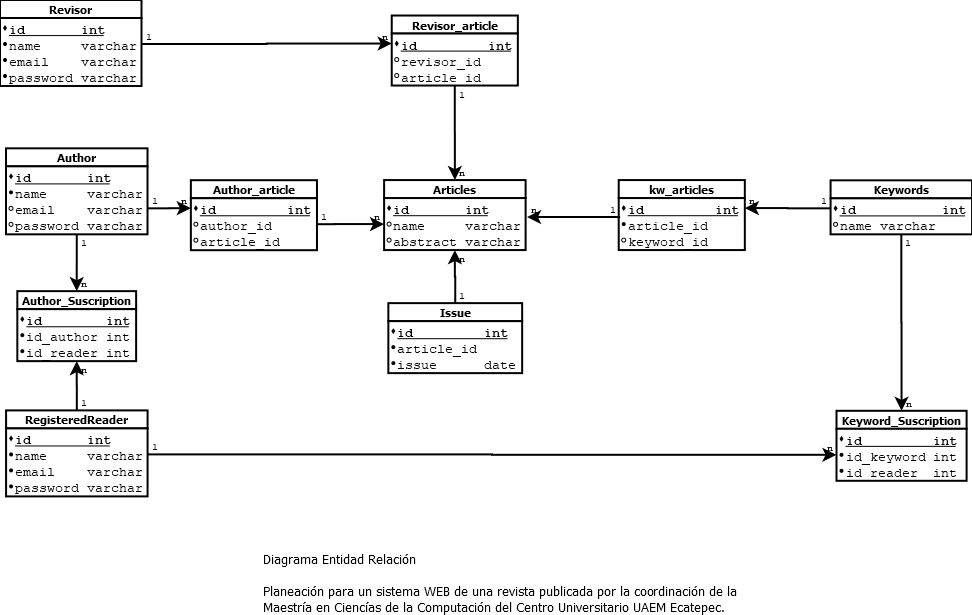 Revisor
id int
name varchar
email varchar
password varchar
1
n
Revisor_article
id int
revisor_id
article_id
1
n
Author
id int
name varchar
email varchar
password varchar
1
n
1
n
Author_article
id int
author_id
article_id
1
n
Articles
id int
name varchar
abstract varchar
n
1
kw_articles
id int
article_id
keyword_id
n
1
Keywords
id int
name varchar
1
n
Author_Suscription
id int
id_author int
id_reader int
n
1
n
1
Issue
id int
article_id
issue date
RegisteredReader
id int
name varchar
email varchar
password varchar
1
n
Keyword_Suscription
id int
id_keyword int
id_reader int
Diagrama Entidad Relación
Planeación para un sistema WEB de una revista publicada por la coordinación de la
Maestría en Ciencías de la Computación del Centro Universitario UAEM Ecatepec.